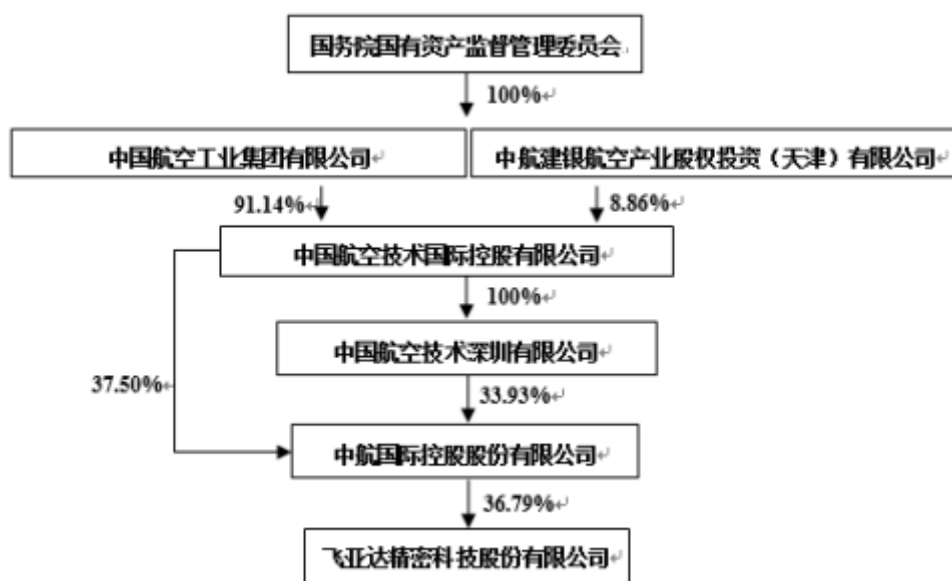 国务院国有资产监督管理委员会
100%
中国航空工业集团有限公司
中航建银航空产业股权投资（天津）有限公司
91.14%
8.86%
中国航空技术国际控股有限公司
100%
中国航空技术深圳有限公司
37.50%
33.93%
中航国际控股股份有限公司
36.79%
飞亚达精密科技股份有限公司